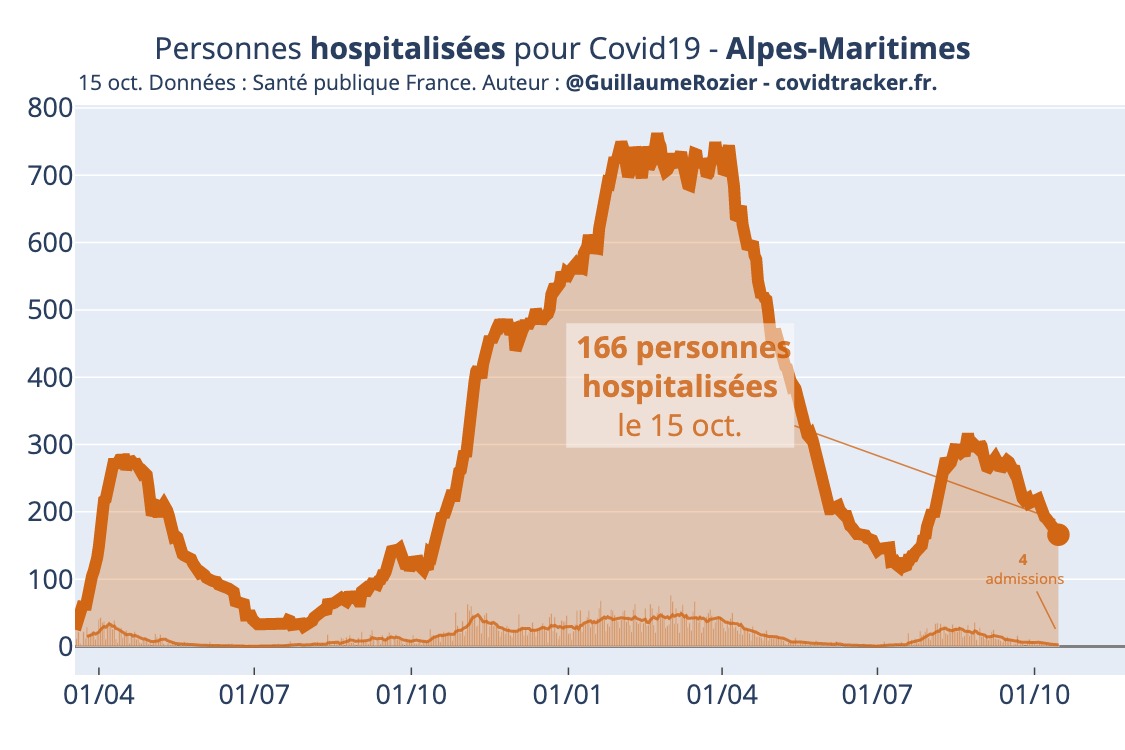 Personnes hospitalisées pour Covid19 - Alpes-Maritimes
15 oct. Données : Santé publique France. Auteur : @GuillaumeRozier - covidtracker.fr.
800
700
600
500
400
300
200
100
0
166 personnes
hospitalisées
le 15 oct.
4
admissions
01/04
01/07
01/10
01/01
01/04
01/07
01/10